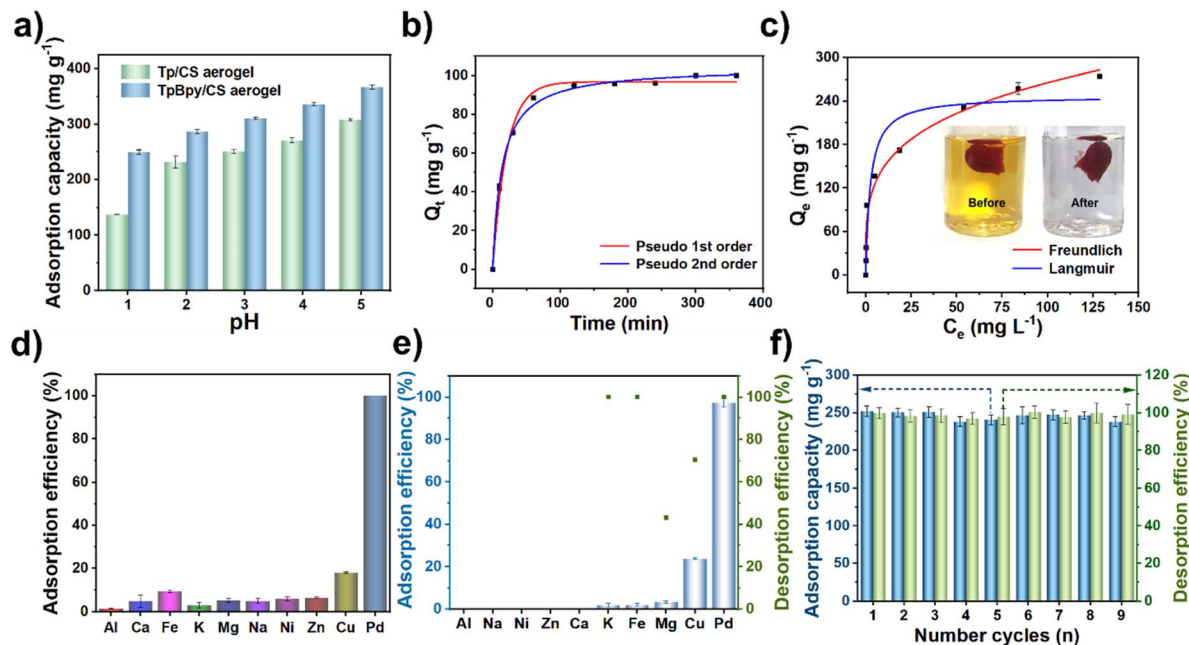 a)
Adsorption capacity (mg g⁻¹)
400
300
200
100
0
Tp/CS aerogel
TpBpy/CS aerogel
1 2 3 4 5
pH
b)
Qt (mg g⁻¹)
100
80
60
40
20
0
Pseudo 1st order
Pseudo 2nd order
0 100 200 300 400
Time (min)
c)
Qe (mg g⁻¹)
300
240
180
120
60
0
Before
After
Freundlich
Langmuir
0 25 50 75 100 125 150
Ce (mg L⁻¹)
d)
Adsorption efficiency (%)
100
80
60
40
20
0
Al Ca Fe K Mg Na Ni Zn Cu Pd
e)
Adsorption efficiency (%)
100
80
60
40
20
0
Al Na Ni Zn Ca K Fe Mg Cu Pd
100
80
60
40
20
0
Desorption efficiency (%)
f)
Adsorption capacity (mg g⁻¹)
300
250
200
150
100
50
0
1 2 3 4 5 6 7 8 9
Number cycles (n)
120
100
80
60
40
20
0
Desorption efficiency (%)